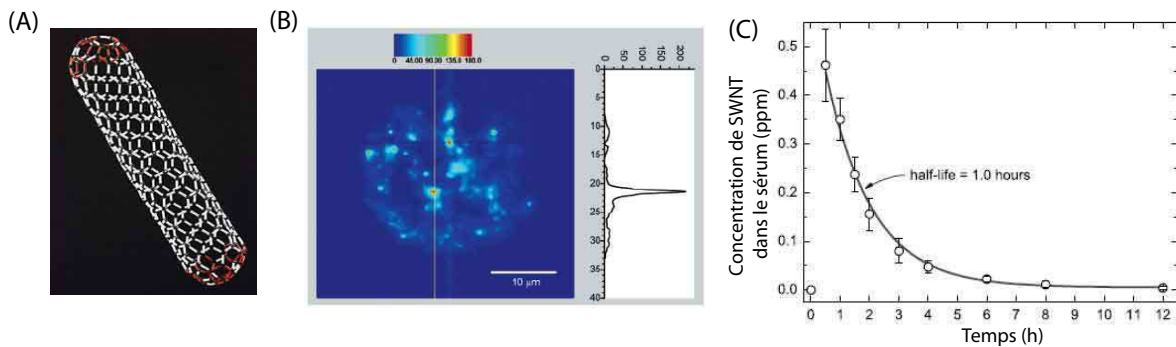 (A)
(B)
0 45.00 90.00 135.0 180.0
10 μm
0 50 100 150 200
0
5
10
15
20
25
30
35
40
(C)
Concentration de SWNT
dans le sérum (ppm)
0.5
0.4
0.3
0.2
0.1
0.0
half-life = 1.0 hours
0 1 2 3 4 5 6 7 8 9 10 11 12
Temps (h)